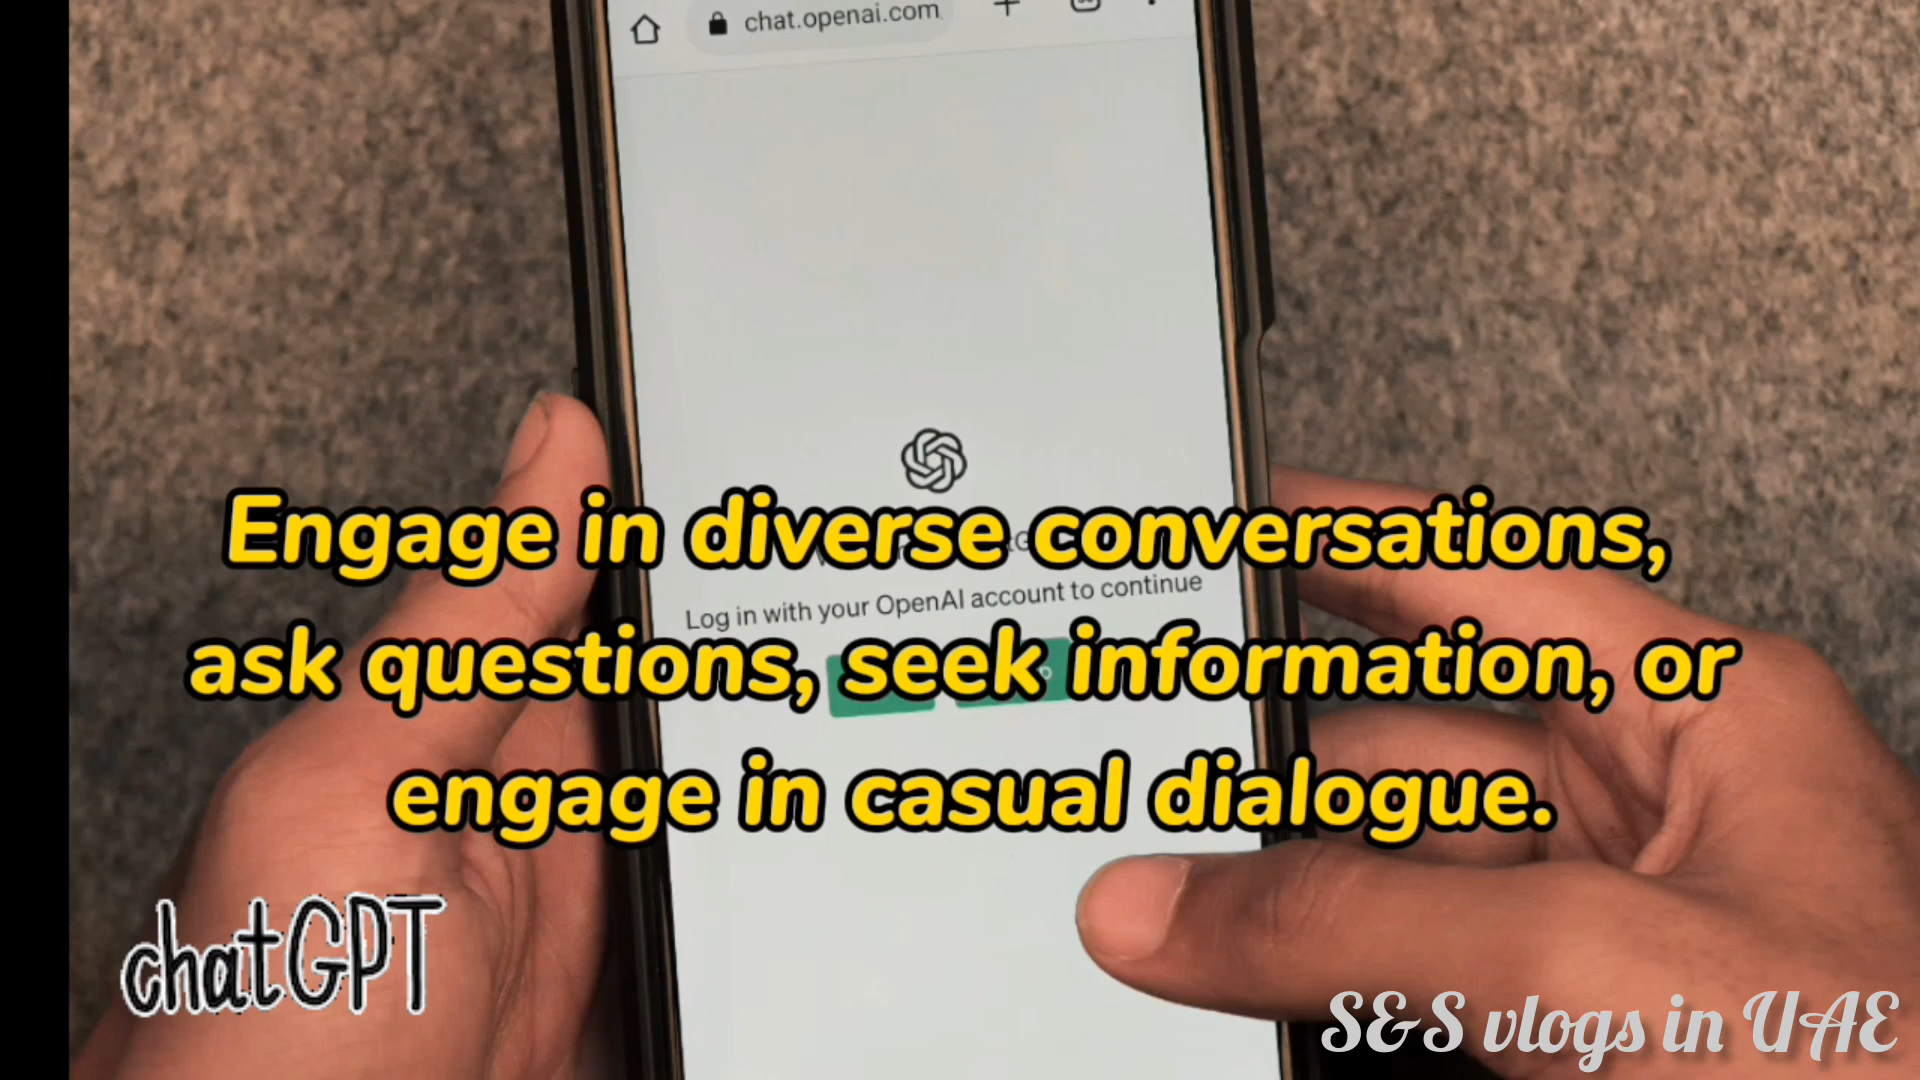 chat.openai.com
Engage in diverse conversations,
Log in with your OpenAI account to continue
ask questions, seek information, or
engage in casual dialogue.
chatGPT
S&S vlogs in UAE